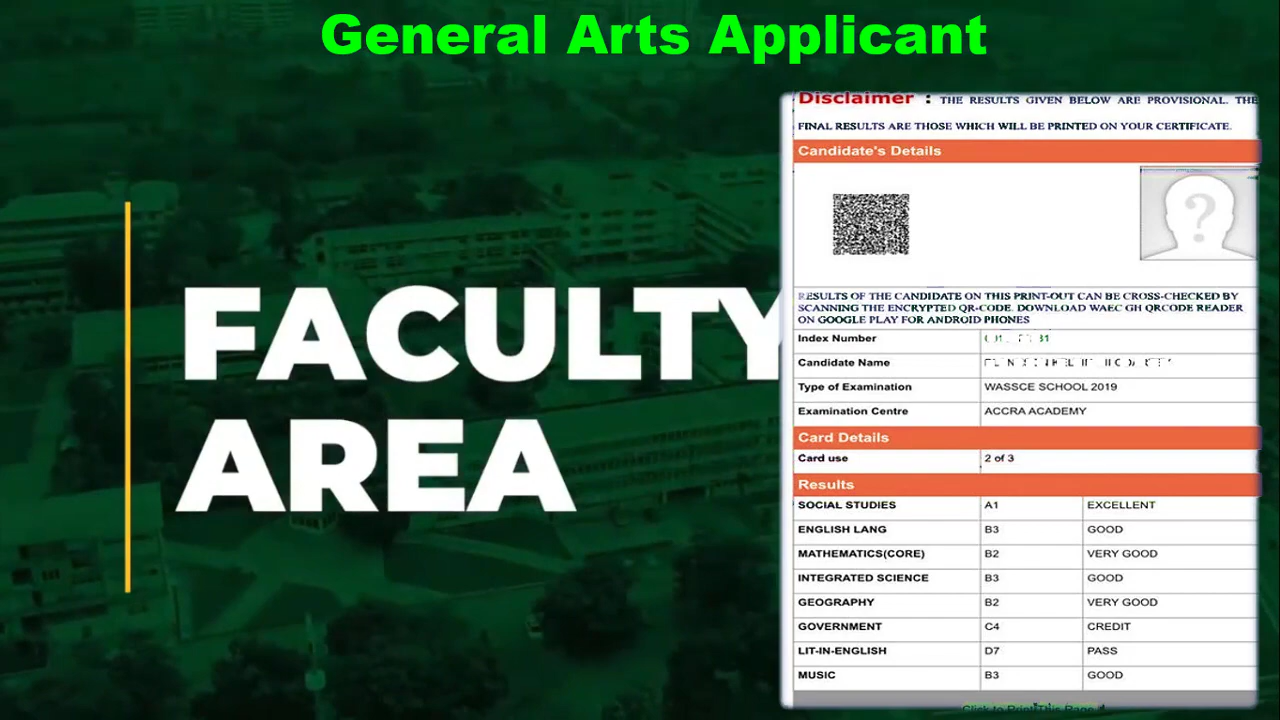 General Arts Applicant
FACULTY
AREA
Disclaimer : THE RESULTS GIVEN BELOW ARE PROVISIONAL. THE
FINAL RESULTS ARE THOSE WHICH WILL BE PRINTED ON YOUR CERTIFICATE.
Candidate's Details
RESULTS OF THE CANDIDATE ON THIS PRINT-OUT CAN BE CROSS-CHECKED BY
SCANNING THE ENCRYPTED QR-CODE. DOWNLOAD WAEC GH QRCODE READER
ON GOOGLE PLAY FOR ANDROID PHONES
Index Number
Candidate Name
Type of Examination WASSCE SCHOOL 2019
Examination Centre ACCRA ACADEMY
Card Details
Card use 2 of 3
Results
SOCIAL STUDIES A1 EXCELLENT
ENGLISH LANG B3 GOOD
MATHEMATICS(CORE) B2 VERY GOOD
INTEGRATED SCIENCE B3 GOOD
GEOGRAPHY B2 VERY GOOD
GOVERNMENT C4 CREDIT
LIT-IN-ENGLISH D7 PASS
MUSIC B3 GOOD
Click to Print This Page